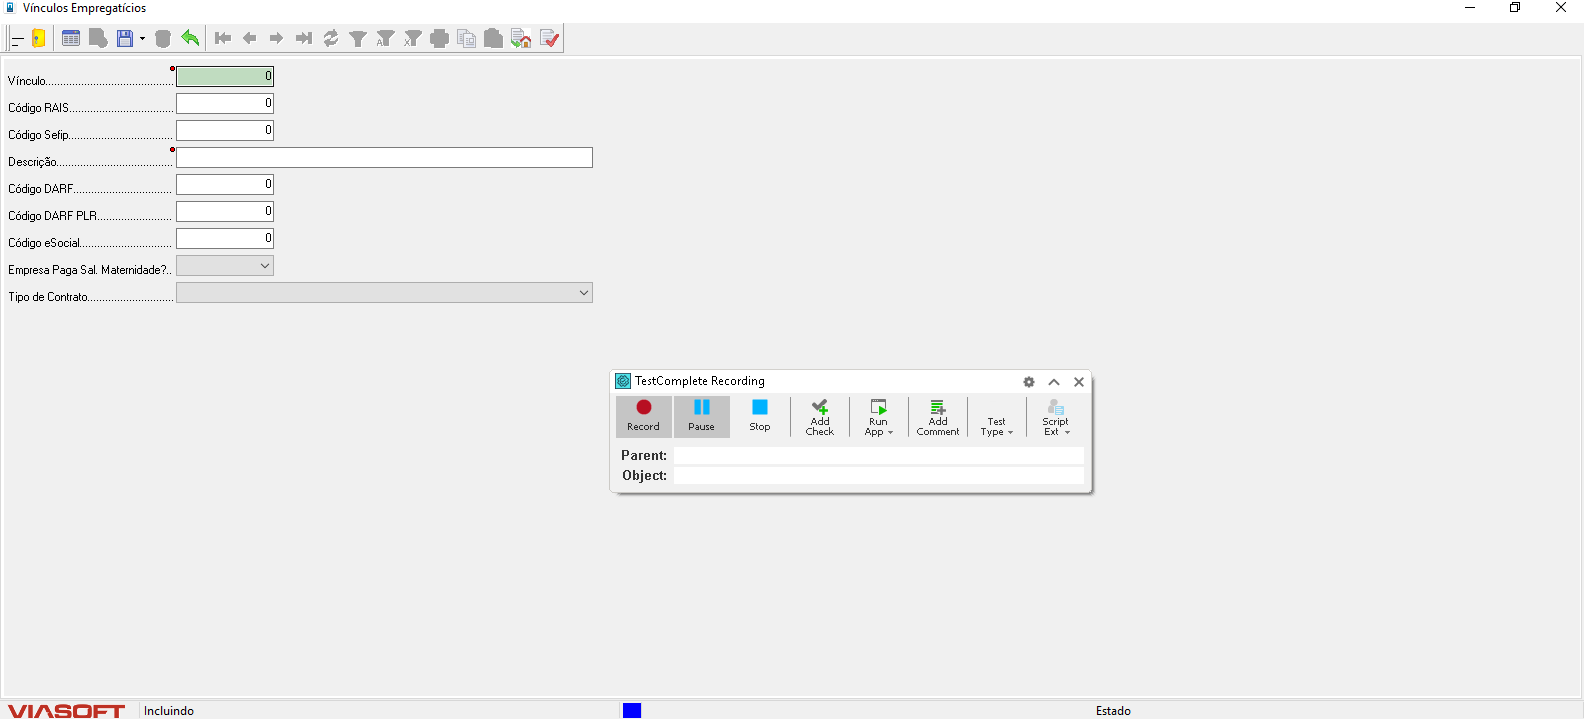 Vínculos Empregatícios
Vínculo........................................... 0
Código RAIS................................... 0
Código Sefip................................... 0
Descrição.......................................
Código DARF................................. 0
Código DARF PLR......................... 0
Código eSocial............................... 0
Empresa Paga Sal. Maternidade?..
Tipo de Contrato.............................
TestComplete Recording
Record Pause Stop Add Check Run App Add Comment Test Type Script Ext
Parent:
Object:
VIASOFT Incluindo Estado